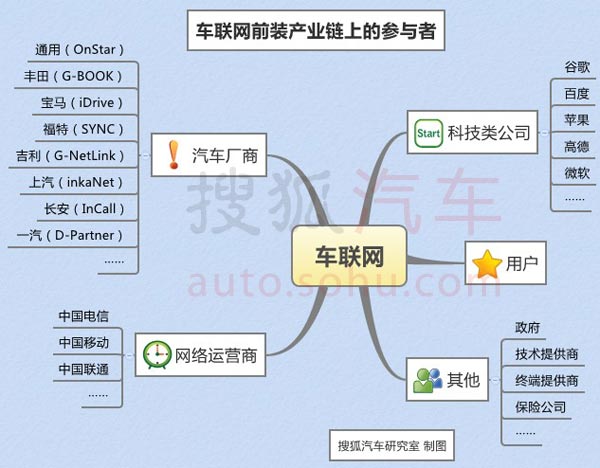 车联网前装产业链上的参与者
通用（OnStar）
丰田（G-BOOK）
宝马（iDrive）
福特（SYNC）
吉利（G-NetLink）
上汽（inkaNet）
长安（InCall）
一汽（D-Partner）
……
汽车厂商
中国电信
中国移动
中国联通
……
网络运营商
车联网
Start
科技类公司
谷歌
百度
苹果
高德
微软
……
用户
其他
政府
技术提供商
终端提供商
保险公司
……
搜狐汽车
auto.sohu.com
搜狐汽车研究室 制图